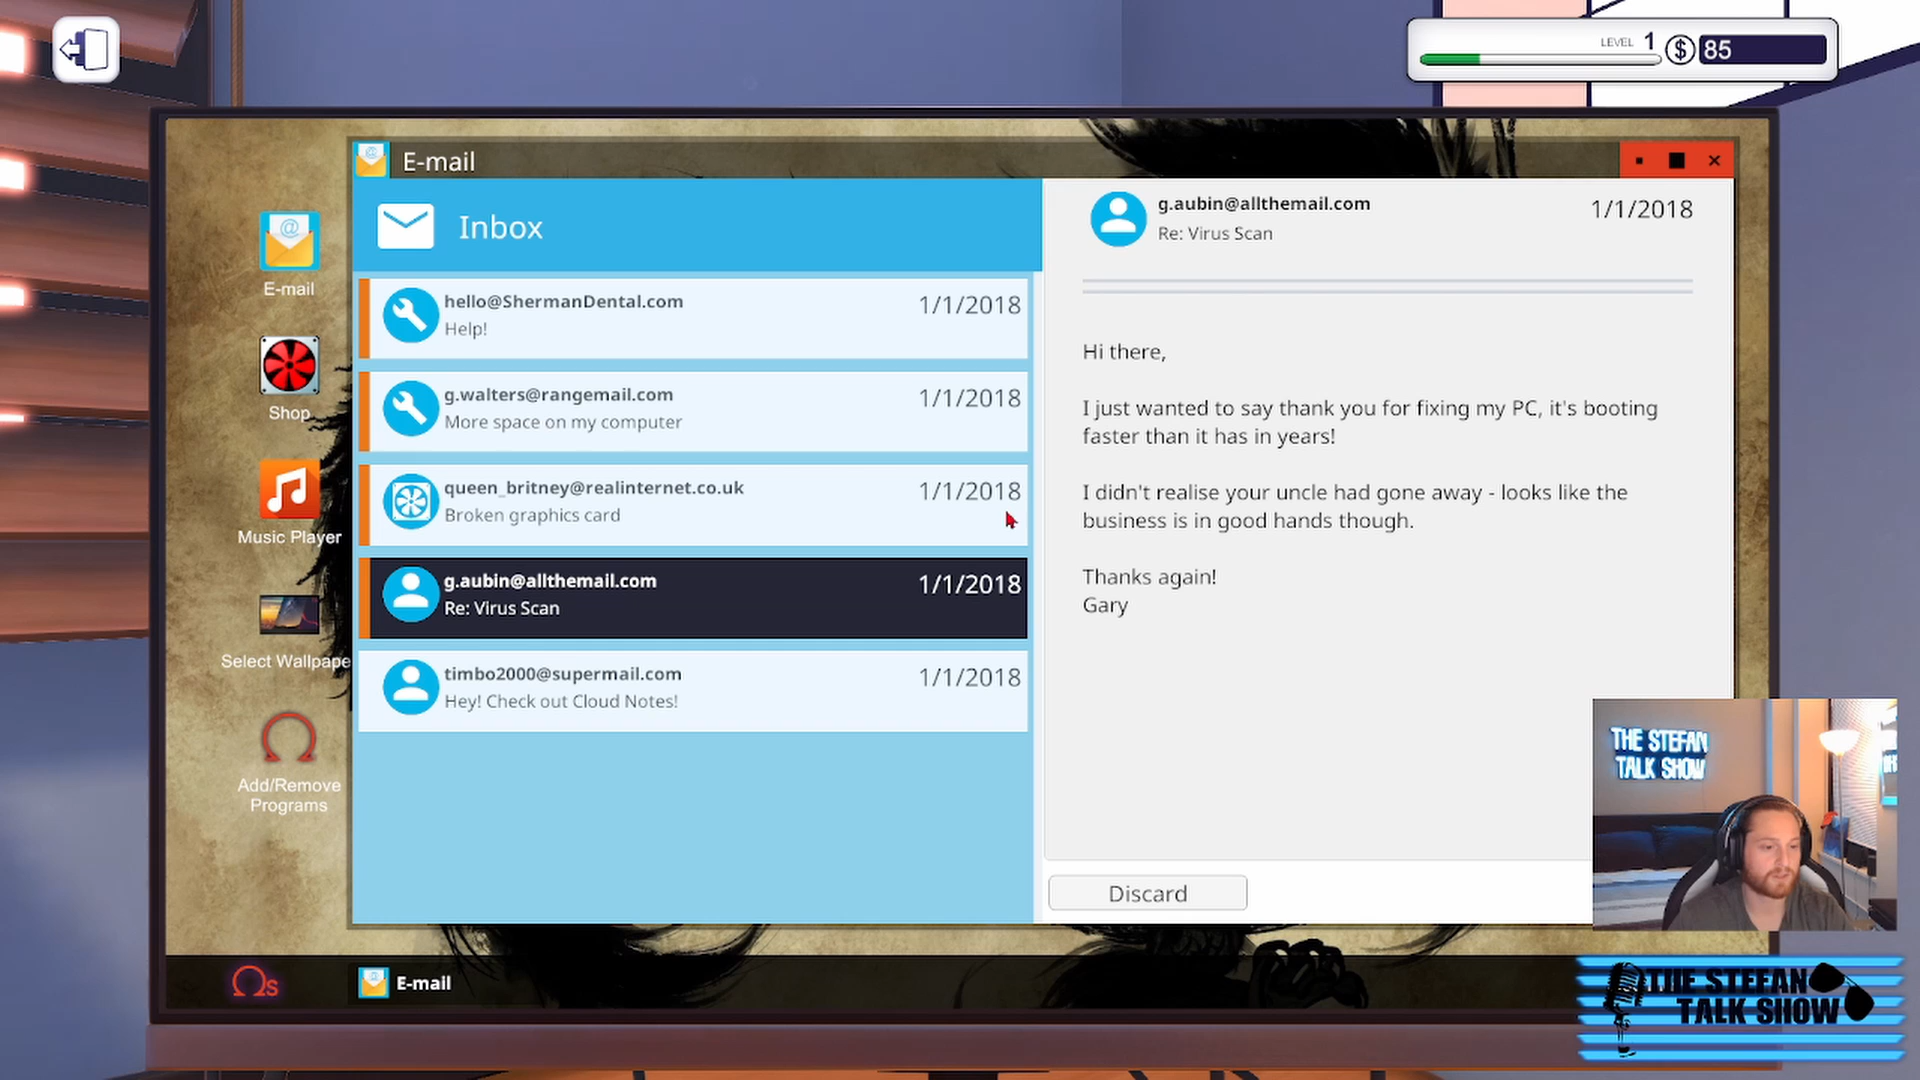 LEVEL 1 $ 85
E-mail
Inbox
hello@ShermanDental.com 1/1/2018
Help!
g.walters@rangemail.com 1/1/2018
More space on my computer
queen_britney@realinternet.co.uk 1/1/2018
Broken graphics card
g.aubin@allthemail.com 1/1/2018
Re: Virus Scan
timbo2000@supermail.com 1/1/2018
Hey! Check out Cloud Notes!
g.aubin@allthemail.com 1/1/2018
Re: Virus Scan
Hi there,
I just wanted to say thank you for fixing my PC, it's booting
faster than it has in years!
I didn't realise your uncle had gone away - looks like the
business is in good hands though.
Thanks again!
Gary
Discard
E-mail
Shop
Music Player
Select Wallpape
Add/Remove
Programs
Ωs
E-mail
THE STEFAN
TALK SHOW
THE STEFAN
TALK SHOW